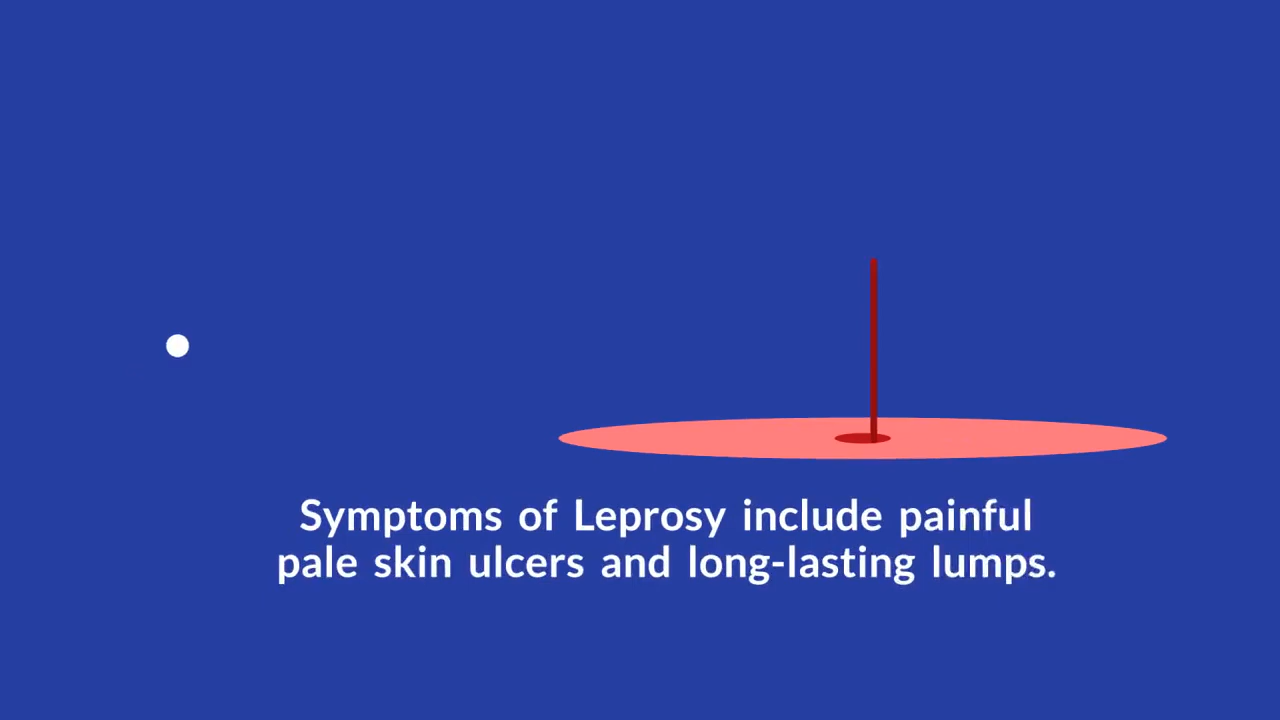 Symptoms of Leprosy include painful
pale skin ulcers and long-lasting lumps.